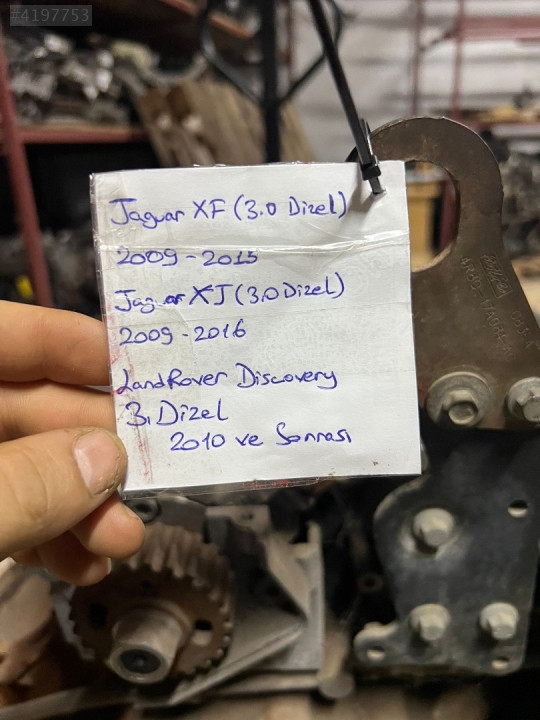 #4197753
Jaguar XF (3.0 Dizel)
2009-2015
Jaguar XJ (3.0 Dizel)
2009-2016
LandRover Discovery
3. Dizel
2010 ve Sonrası